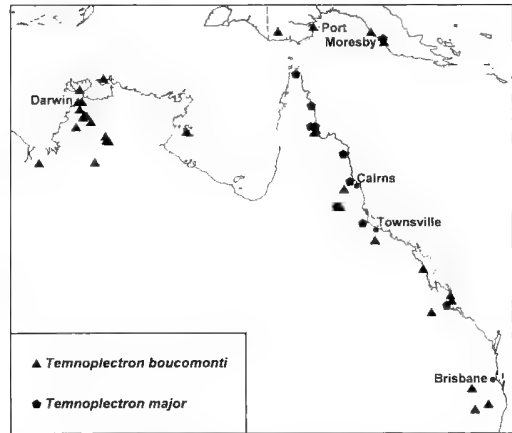 Port
Moresby
Darwin
Cairns
Townsville
Brisbane
Temnoplectron boucomonti
Temnoplectron major